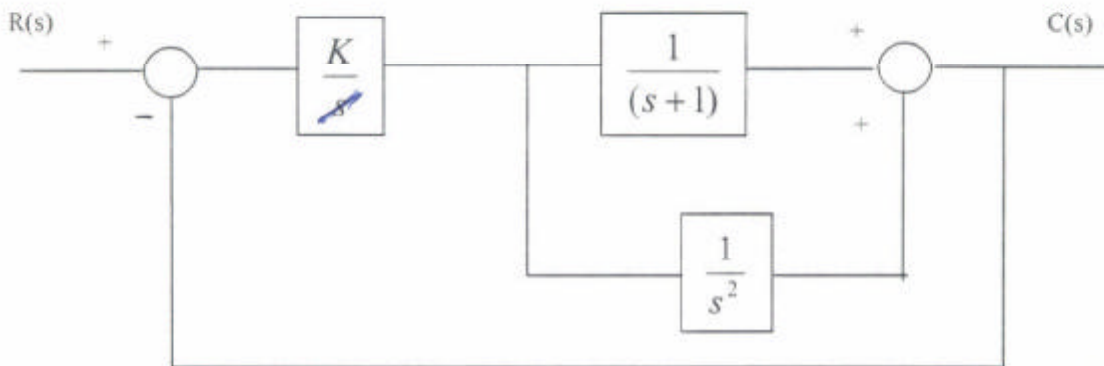 R(s)
C(s)
+
K
s
1
(s + 1)
+
−
+
1
s²